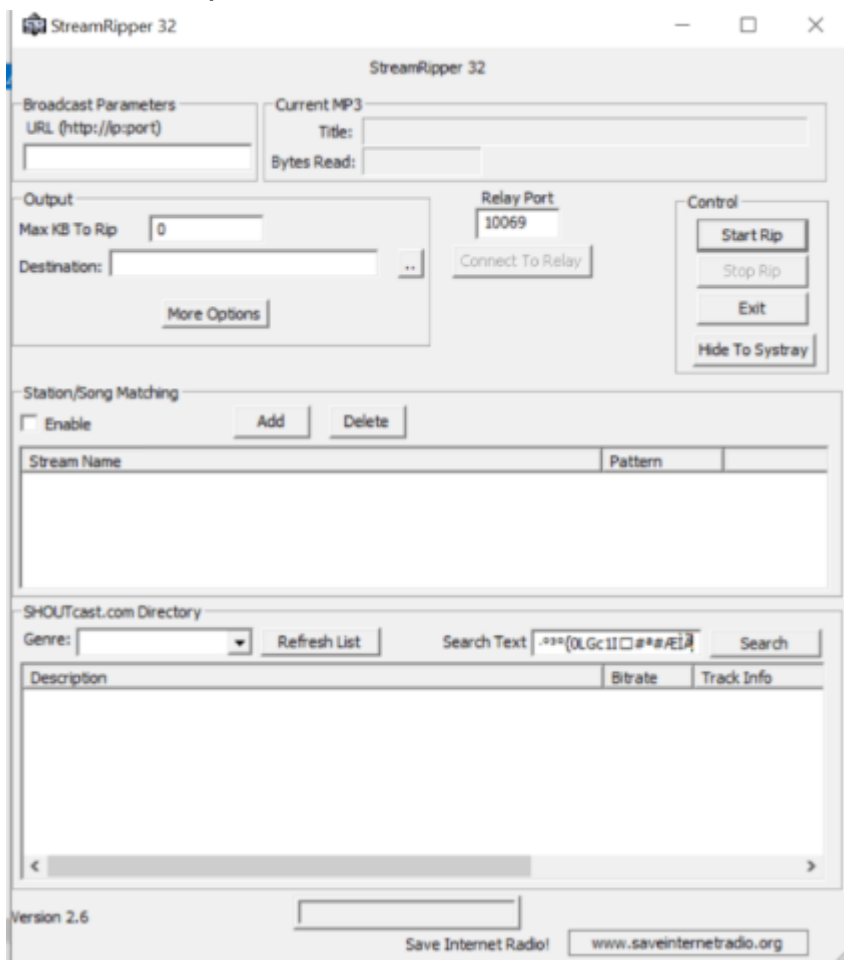 StreamRipper 32
StreamRipper 32
Broadcast Parameters
URL (http://ip:port)
Current MP3
Title:
Bytes Read:
Output
Max KB To Rip 0
Destination: ..
More Options
Relay Port
10069
Connect To Relay
Control
Start Rip
Stop Rip
Exit
Hide To Systray
Station/Song Matching
Enable Add Delete
Stream Name Pattern
SHOUTcast.com Directory
Genre: Refresh List Search Text Search
Description Bitrate Track Info
Version 2.6
Save Internet Radio! www.saveinternetradio.org